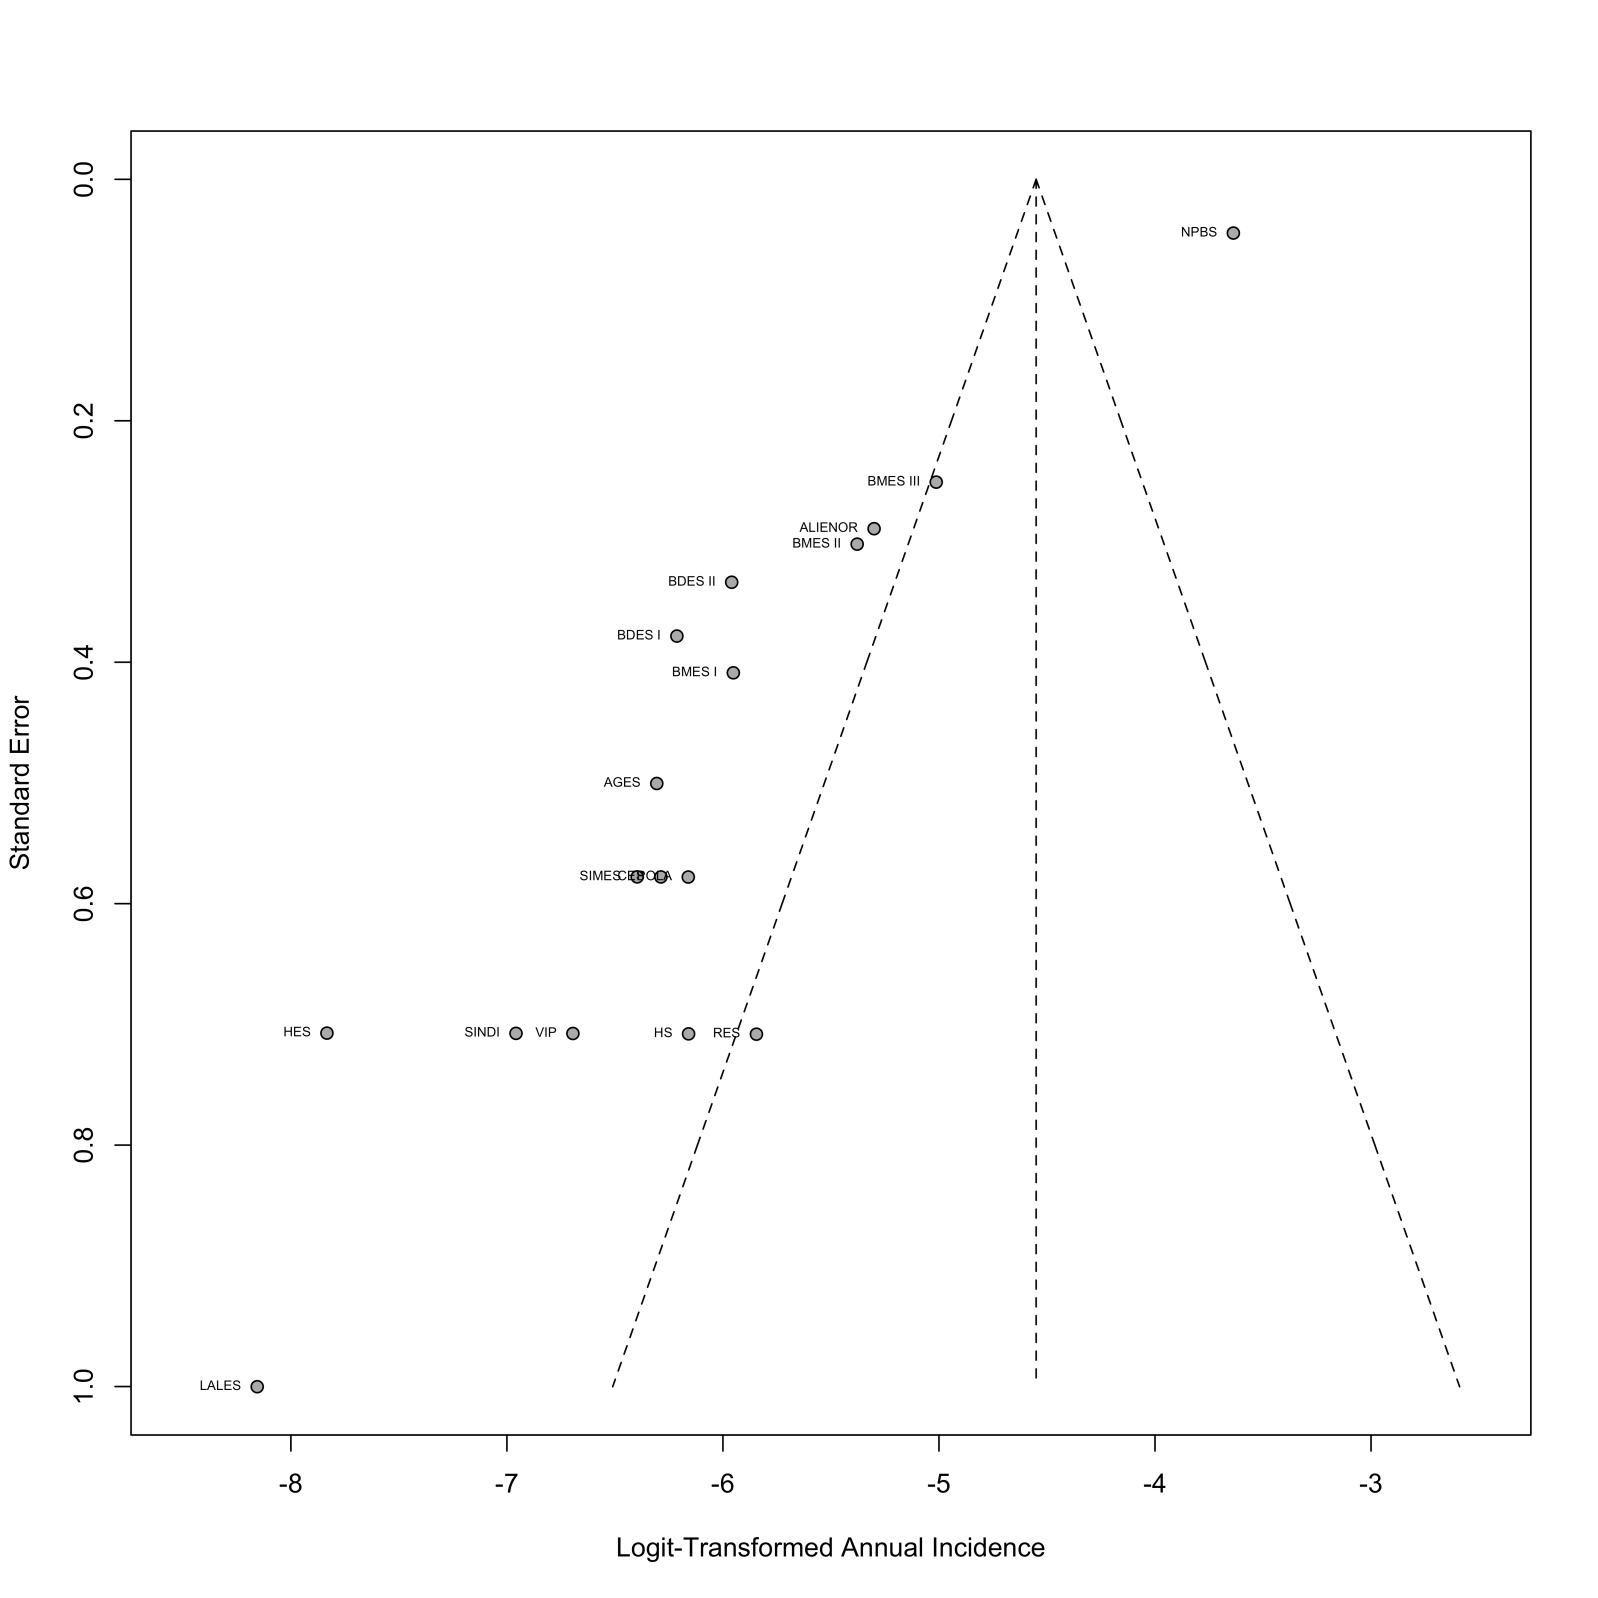 0.0
NPBS
0.2
BMES III
ALIENOR
BMES II
BDES II
BDES I
0.4
BMES I
Standard Error
AGES
SIMES
POLA
0.6
HES
SINDI
VIP
HS
RES
0.8
1.0
LALES
-8
-7
-6
-5
-4
-3
Logit-Transformed Annual Incidence